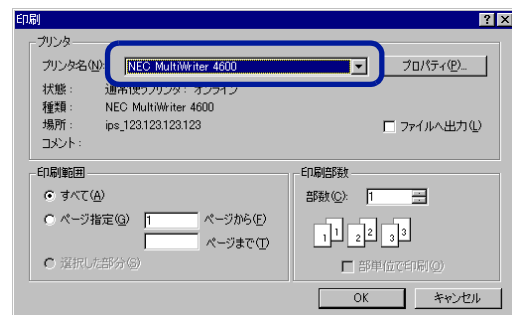 印刷
プリンタ
プリンタ名(N): NEC MultiWriter 4600 プロパティ(P)...
状態： 通常使うプリンタ： オンライン
種類： NEC MultiWriter 4600
場所： ips_123.123.123.123 ファイルへ出力(L)
コメント：
印刷範囲
すべて(A)
ページ指定(G) 1 ページから(F)
ページまで(T)
選択した部分(S)
印刷部数
部数(C): 1
1 1 2 2 3 3
部単位で印刷(O)
OK キャンセル